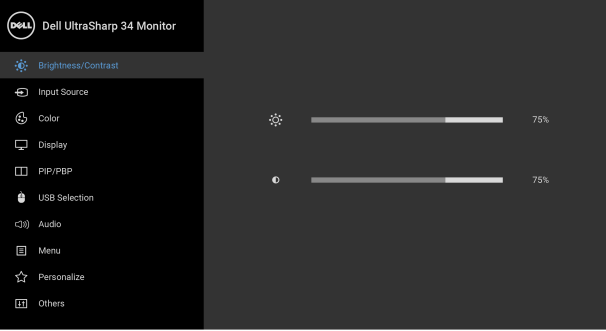 DELL
Dell UltraSharp 34 Monitor
Brightness/Contrast
Input Source
Color
75%
Display
PIP/PBP
75%
USB Selection
Audio
Menu
Personalize
Others